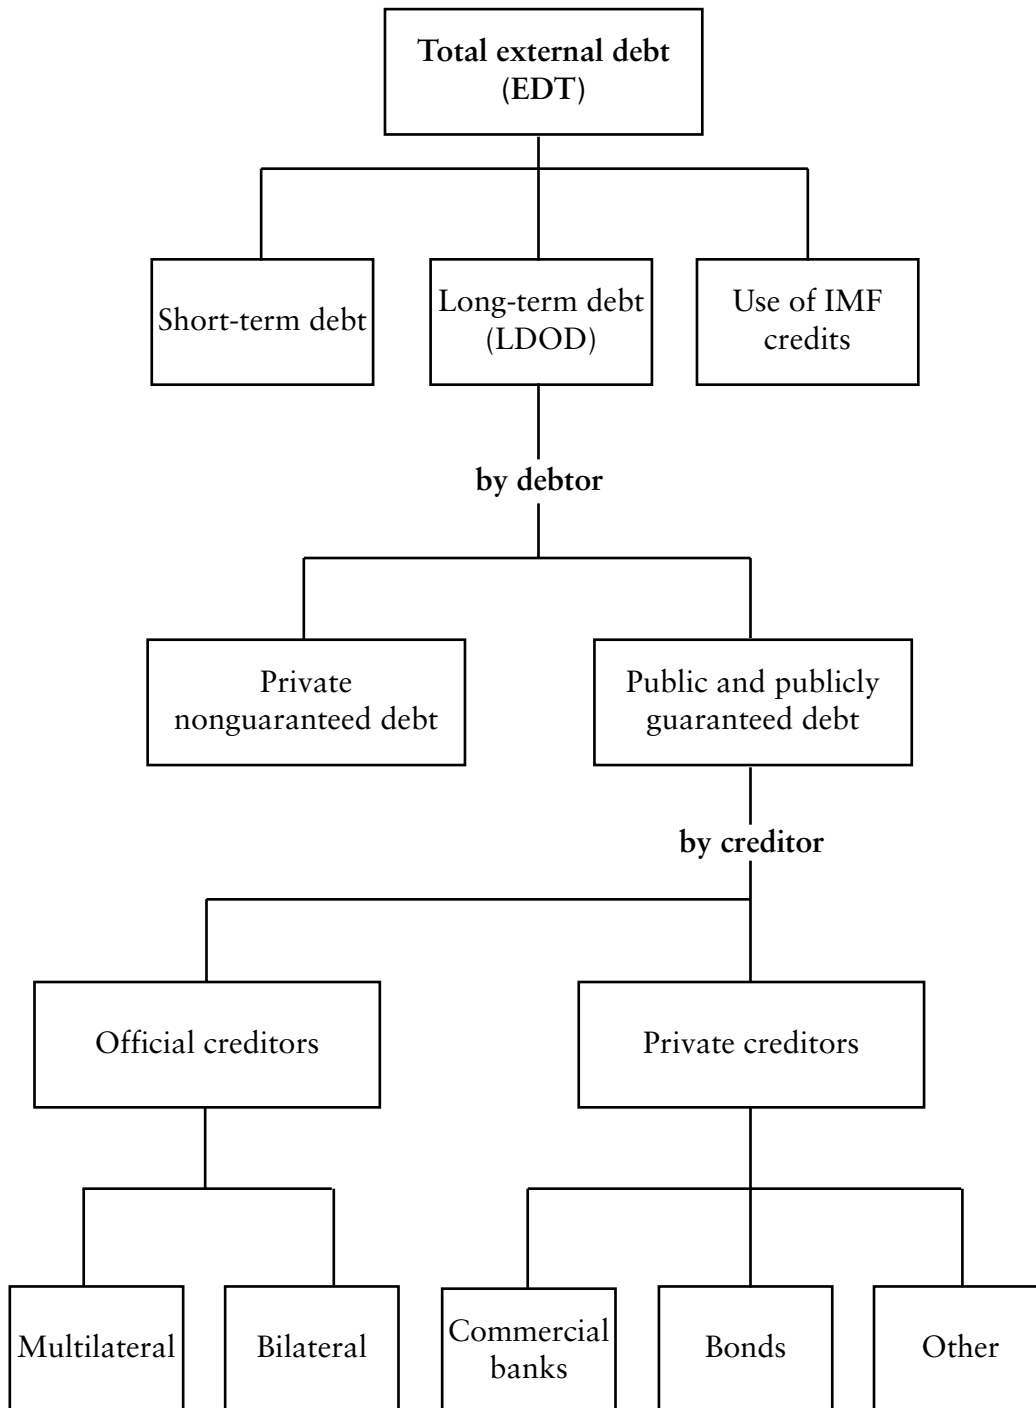 Total external debt
(EDT)
Short-term debt
Long-term debt
(LDOD)
Use of IMF
credits
by debtor
Private
nonguaranteed debt
Public and publicly
guaranteed debt
by creditor
Official creditors
Private creditors
Multilateral
Bilateral
Commercial
banks
Bonds
Other